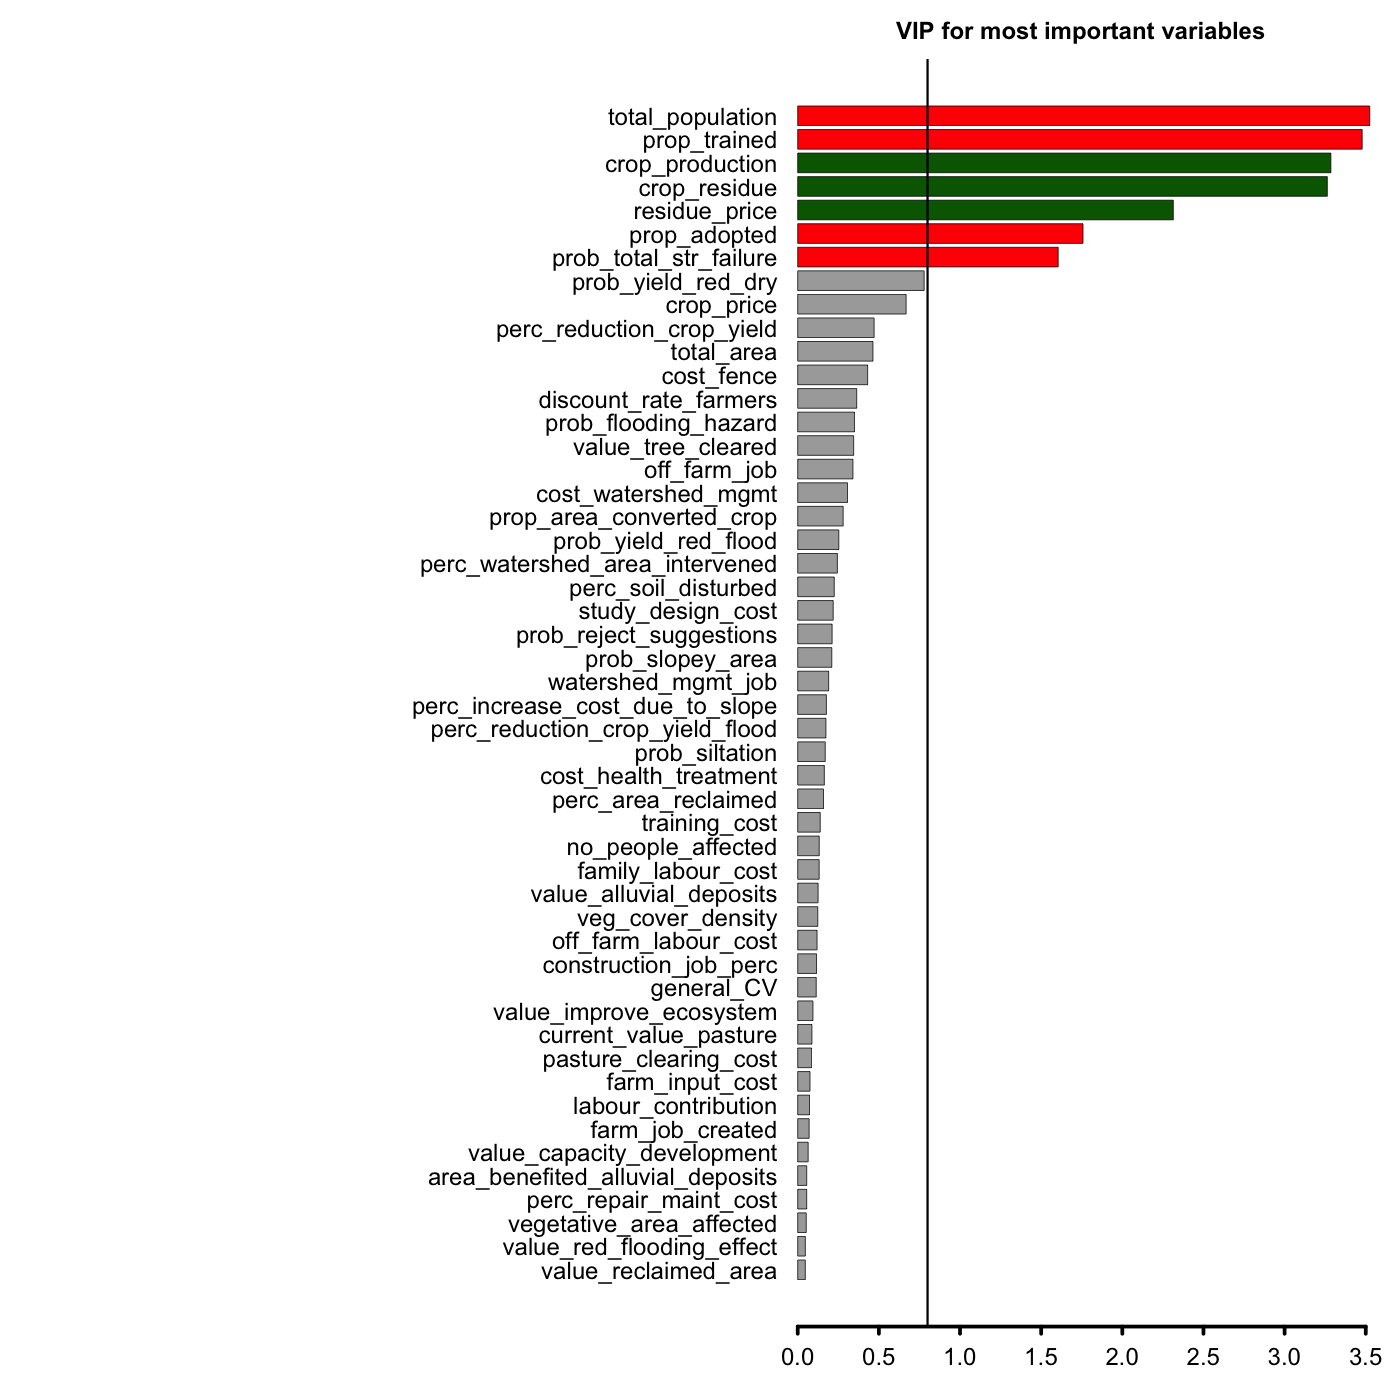 VIP for most important variables
total_population
prop_trained
crop_production
crop_residue
residue_price
prop_adopted
prob_total_str_failure
prob_yield_red_dry
crop_price
perc_reduction_crop_yield
total_area
cost_fence
discount_rate_farmers
prob_flooding_hazard
value_tree_cleared
off_farm_job
cost_watershed_mgmt
prop_area_converted_crop
prob_yield_red_flood
perc_watershed_area_intervened
perc_soil_disturbed
study_design_cost
prob_reject_suggestions
prob_slopey_area
watershed_mgmt_job
perc_increase_cost_due_to_slope
perc_reduction_crop_yield_flood
prob_siltation
cost_health_treatment
perc_area_reclaimed
training_cost
no_people_affected
family_labour_cost
value_alluvial_deposits
veg_cover_density
off_farm_labour_cost
construction_job_perc
general_CV
value_improve_ecosystem
current_value_pasture
pasture_clearing_cost
farm_input_cost
labour_contribution
farm_job_created
value_capacity_development
area_benefited_alluvial_deposits
perc_repair_maint_cost
vegetative_area_affected
value_red_flooding_effect
value_reclaimed_area
0.0 0.5 1.0 1.5 2.0 2.5 3.0 3.5